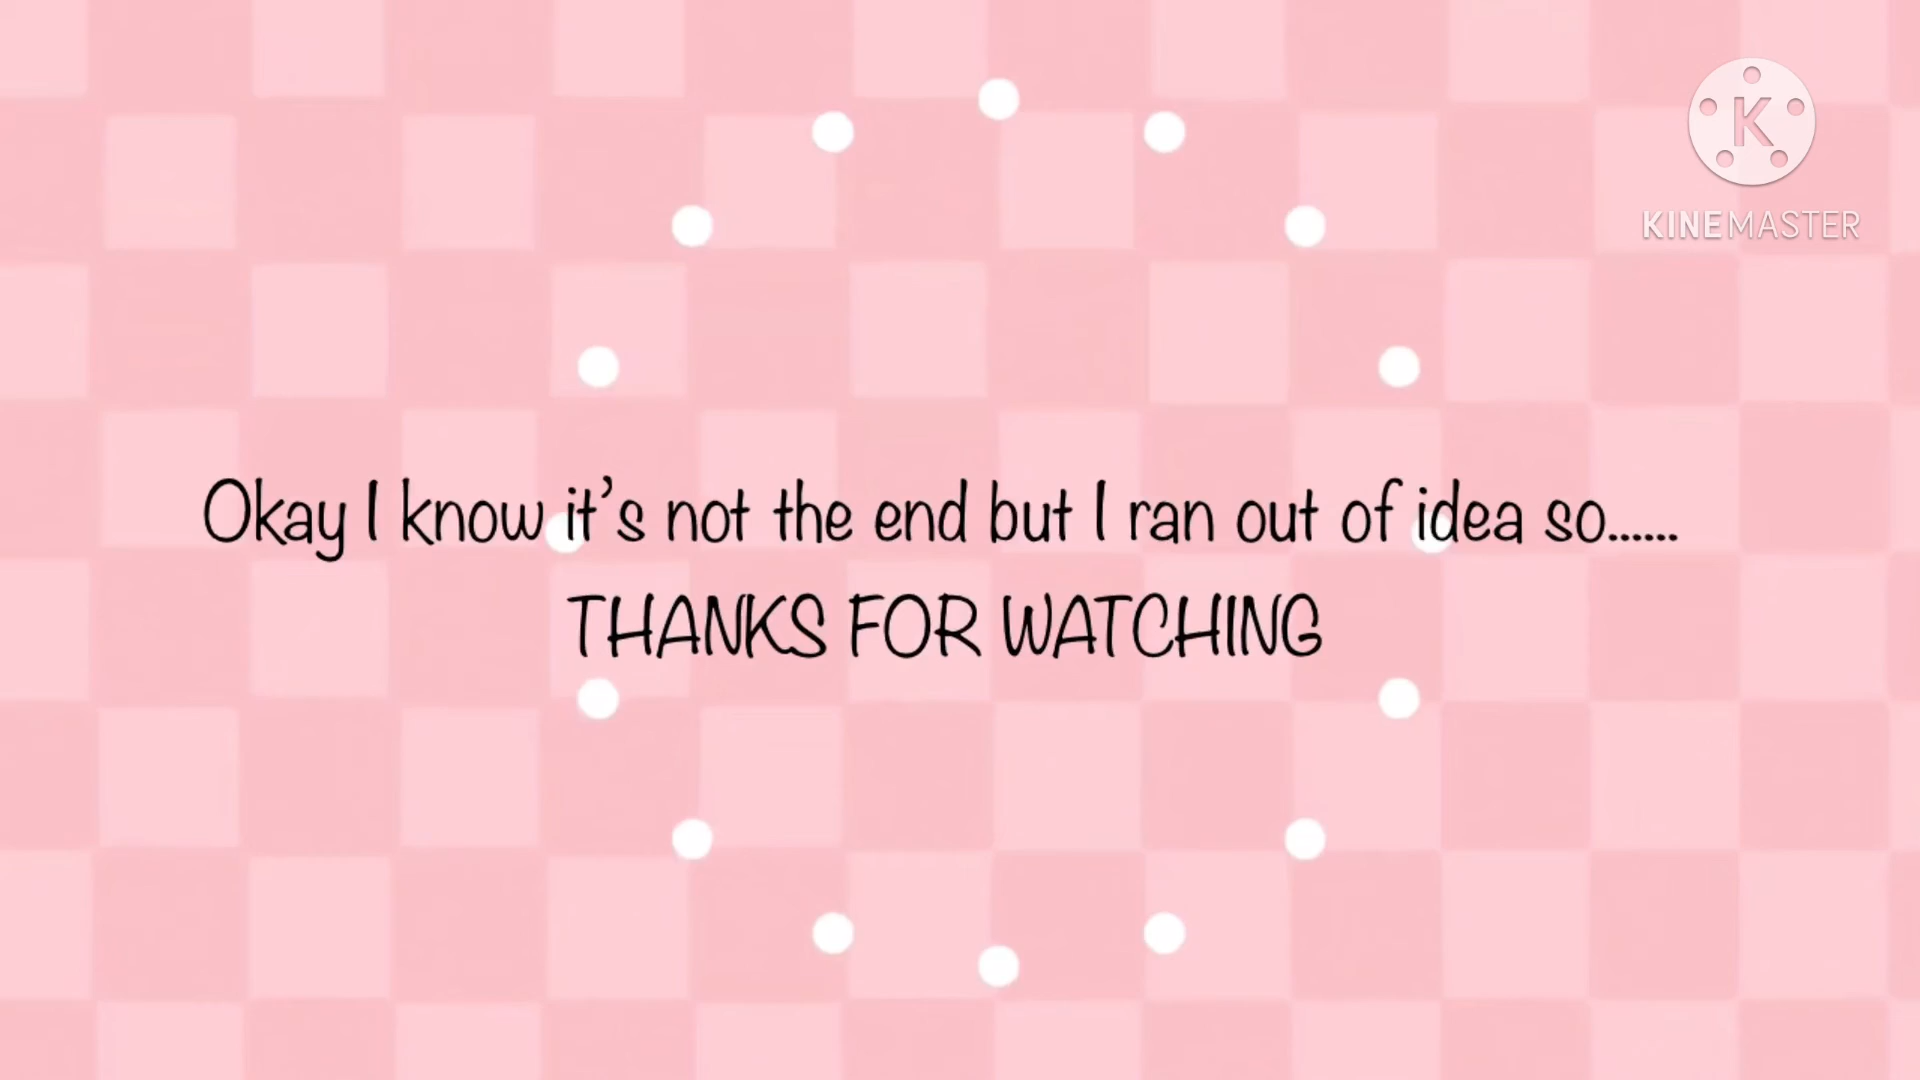 K
KINEMASTER
Okay I know it's not the end but I ran out of idea so......
THANKS FOR WATCHING